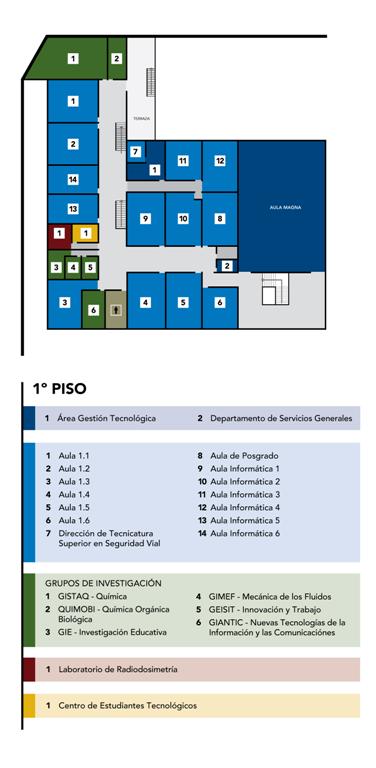 1 2
1
TERRAZA
2
7 1 11 12
14
AULA MAGNA
13
9 10 8
1 1
3 4 5
2
3 6 4 5 6
1° PISO
1 Área Gestión Tecnológica
2 Departamento de Servicios Generales
1 Aula 1.1
2 Aula 1.2
3 Aula 1.3
4 Aula 1.4
5 Aula 1.5
6 Aula 1.6
7 Dirección de Tecnicatura
Superior en Seguridad Vial
8 Aula de Posgrado
9 Aula Informática 1
10 Aula Informática 2
11 Aula Informática 3
12 Aula Informática 4
13 Aula Informática 5
14 Aula Informática 6
GRUPOS DE INVESTIGACIÓN
1 GISTAQ - Química
2 QUIMOBI - Química Orgánica
Biológica
3 GIE - Investigación Educativa
4 GIMEF - Mecánica de los Fluidos
5 GEISIT - Innovación y Trabajo
6 GIANTIC - Nuevas Tecnologías de la
Información y las Comunicaciónes
1 Laboratorio de Radiodosimetría
1 Centro de Estudiantes Tecnológicos